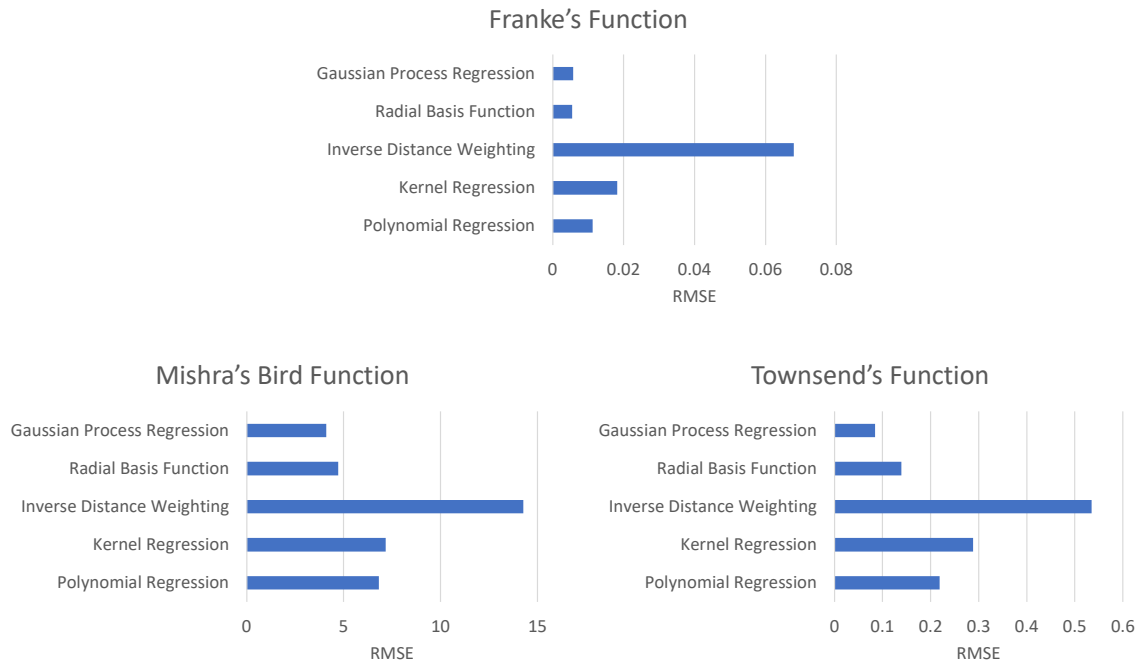 Franke’s Function
Gaussian Process Regression
Radial Basis Function
Inverse Distance Weighting
Kernel Regression
Polynomial Regression
0 0.02 0.04 0.06 0.08
RMSE
Mishra’s Bird Function
Gaussian Process Regression
Radial Basis Function
Inverse Distance Weighting
Kernel Regression
Polynomial Regression
0 5 10 15
RMSE
Townsend’s Function
Gaussian Process Regression
Radial Basis Function
Inverse Distance Weighting
Kernel Regression
Polynomial Regression
0 0.1 0.2 0.3 0.4 0.5 0.6
RMSE